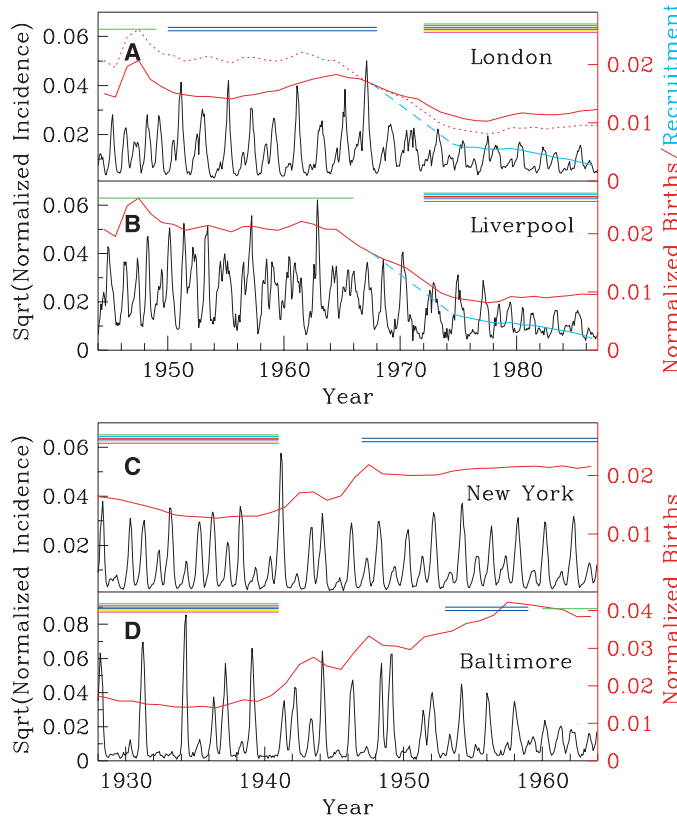 A
London
0.06
0.04
0.02
0
0.02
0.01
0
B
Liverpool
0.06
0.04
0.02
0
0.02
0.01
0
Sqrt(Normalized Incidence)
Normalized Births/Recruitment
1950
1960
1970
1980
Year
C
New York
0.06
0.04
0.02
0.02
0.01
D
Baltimore
0.08
0.06
0.04
0.02
0
0.04
0.03
0.02
0.01
0
Sqrt(Normalized Incidence)
Normalized Births
1930
1940
1950
1960
Year